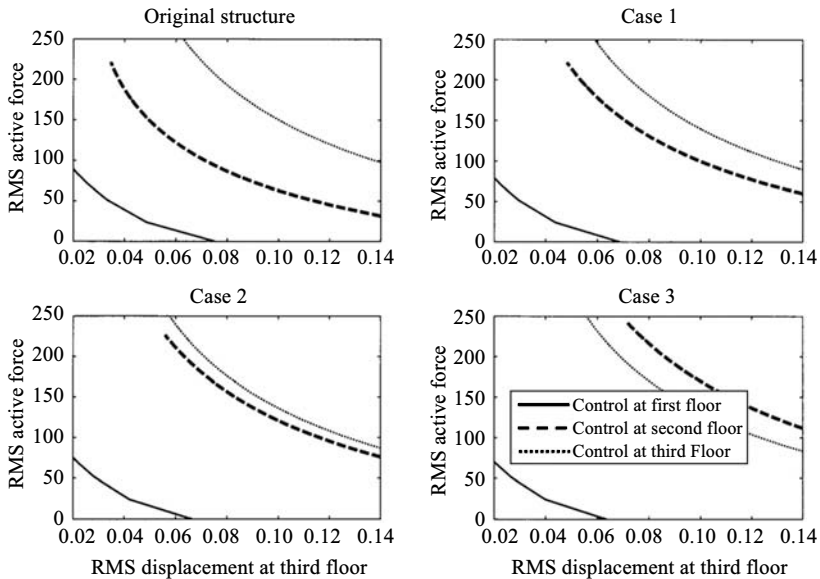 Original structure
RMS active force
250
200
150
100
50
0
0.02 0.04 0.06 0.08 0.10 0.12 0.14
Case 1
RMS active force
250
200
150
100
50
0
0.02 0.04 0.06 0.08 0.10 0.12 0.14
Case 2
RMS active force
250
200
150
100
50
0
0.02 0.04 0.06 0.08 0.10 0.12 0.14
RMS displacement at third floor
Case 3
RMS active force
250
200
150
100
50
0
Control at first floor
Control at second floor
Control at third Floor
0.02 0.04 0.06 0.08 0.10 0.12 0.14
RMS displacement at third floor